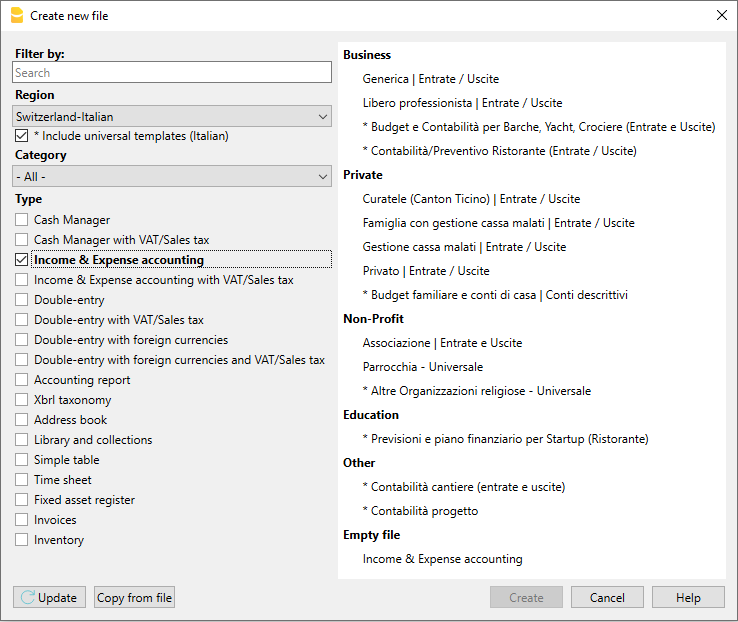 Create new file
Filter by:
Search
Region
Switzerland-Italian
* Include universal templates (Italian)
Category
- All -
Type
Cash Manager
Cash Manager with VAT/Sales tax
Income & Expense accounting
Income & Expense accounting with VAT/Sales tax
Double-entry
Double-entry with VAT/Sales tax
Double-entry with foreign currencies
Double-entry with foreign currencies and VAT/Sales tax
Accounting report
Xbrl taxonomy
Address book
Library and collections
Simple table
Time sheet
Fixed asset register
Invoices
Inventory
Business
Generica | Entrate / Uscite
Libero professionista | Entrate / Uscite
* Budget e Contabilità per Barche, Yacht, Crociere (Entrate e Uscite)
* Contabilità/Preventivo Ristorante (Entrate / Uscite)
Private
Curatele (Canton Ticino) | Entrate / Uscite
Famiglia con gestione cassa malati | Entrate / Uscite
Gestione cassa malati | Entrate / Uscite
Privato | Entrate / Uscite
* Budget familiare e conti di casa | Conti descrittivi
Non-Profit
Associazione | Entrate e Uscite
Parrocchia - Universale
* Altre Organizzazioni religiose - Universale
Education
* Previsioni e piano finanziario per Startup (Ristorante)
Other
* Contabilità cantiere (entrate e uscite)
* Contabilità progetto
Empty file
Income & Expense accounting
Update
Copy from file
Create
Cancel
Help